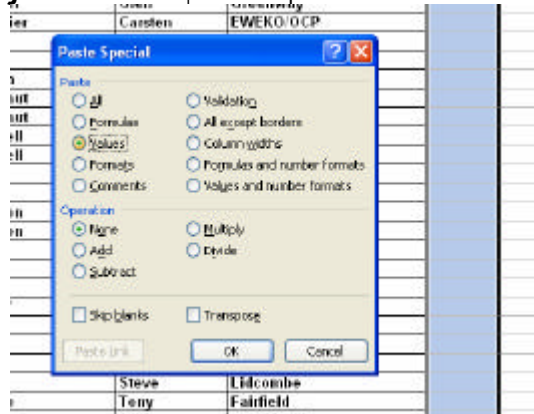 Carsten EWEKO/OCP
Paste Special
Paste
All Validation
Formulas All except borders
Values Column widths
Formats Formulas and number formats
Comments Values and number formats
Operation
None Multiply
Add Divide
Subtract
Skip blanks Transpose
Paste Link OK Cancel
Steve Lidcombe
Tony Fairfield